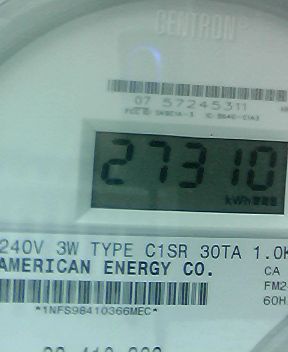 CENTRON
07 57245311
27310
kWh
240V 3W TYPE C1SR 30TA 1.0K
AMERICAN ENERGY CO.
CA
FM2
60H
*1NFS98410366MEC*